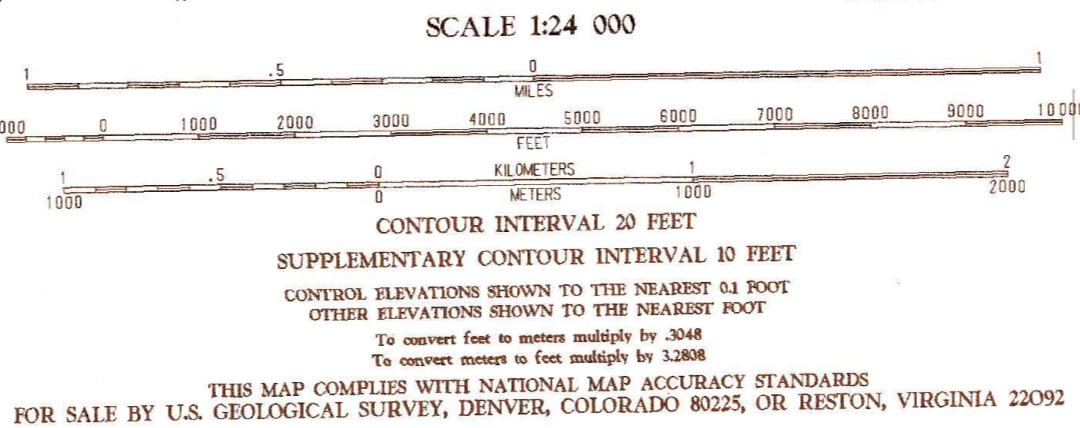 SCALE 1:24 000
1 .5 0 1
MILES
0 1000 2000 3000 4000 5000 6000 7000 8000 9000
FEET
1 .5 0 KILOMETERS 1 2
1000 0 METERS 1000 2000
CONTOUR INTERVAL 20 FEET
SUPPLEMENTARY CONTOUR INTERVAL 10 FEET
CONTROL ELEVATIONS SHOWN TO THE NEAREST 0.1 FOOT
OTHER ELEVATIONS SHOWN TO THE NEAREST FOOT
To convert feet to meters multiply by .3048
To convert meters to feet multiply by 3.2808
THIS MAP COMPLIES WITH NATIONAL MAP ACCURACY STANDARDS
FOR SALE BY U.S. GEOLOGICAL SURVEY, DENVER, COLORADO 80225, OR RESTON, VIRGINIA 22092